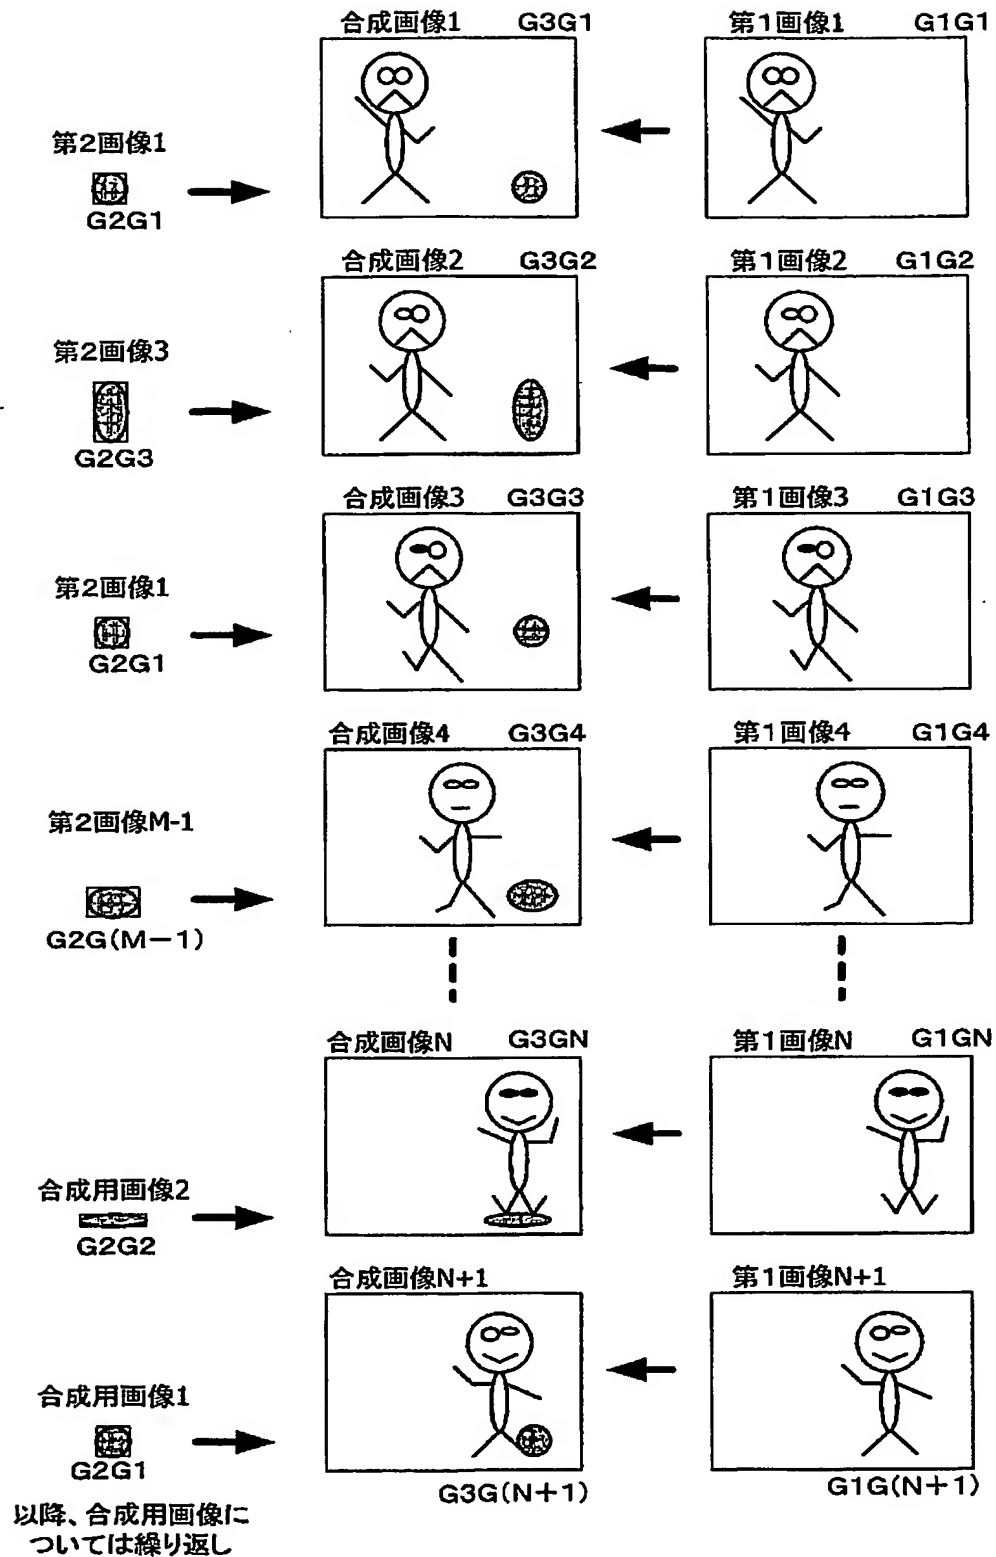 合成画像1 G3G1 第1画像1 G1G1
第2画像1
G2G1
合成画像2 G3G2 第1画像2 G1G2
第2画像3
G2G3
合成画像3 G3G3 第1画像3 G1G3
第2画像1
G2G1
合成画像4 G3G4 第1画像4 G1G4
第2画像M-1
G2G(M-1)
合成画像N G3GN 第1画像N G1GN
合成用画像2
G2G2
合成画像N+1 第1画像N+1
合成用画像1
G2G1
G3G(N+1) G1G(N+1)
以降、合成用画像に
ついては繰り返し